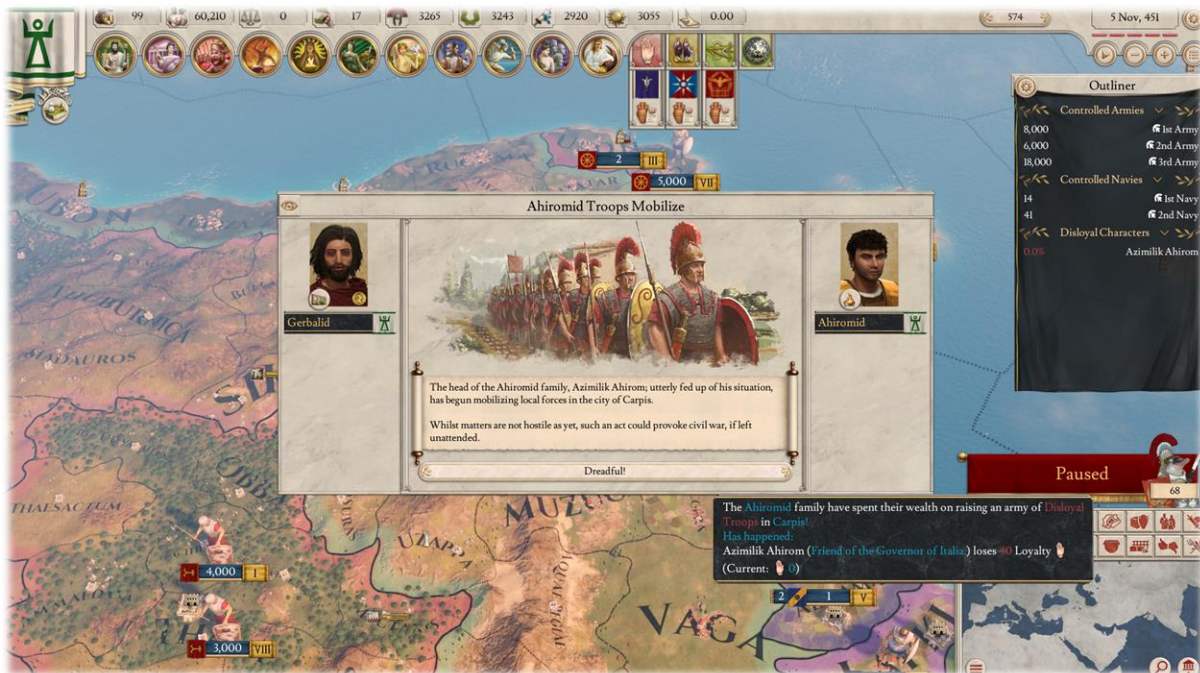 99
60,210
0
17
3265
3243
2920
3055
0.00
574
5 Nov, 451
Outliner
Controlled Armies
8,000 1st Army
6,000 2nd Army
18,000 3rd Army
Controlled Navies
14 1st Navy
41 2nd Navy
Disloyal Characters
0.0% Azimilik Ahirom
2 III
5,000 VII
Ahiromid Troops Mobilize
Gerbalid
Ahiromid
The head of the Ahiromid family, Azimilik Ahirom; utterly fed up of his situation,
has begun mobilizing local forces in the city of Carpis.
Whilst matters are not hostile as yet, such an act could provoke civil war, if left
unattended.
Dreadful!
Paused
68
The Ahiromid family have spent their wealth on raising an army of Disloyal
Troops in Carpis!
Has happened:
Azimilik Ahirom (Friend of the Governor of Italia.) loses 40 Loyalty
(Current: 0)
MADAUROS
THALESACTUM
MUZU
UZAPPA
VAGA
4,000 I
3,000 VIII
2 1 V